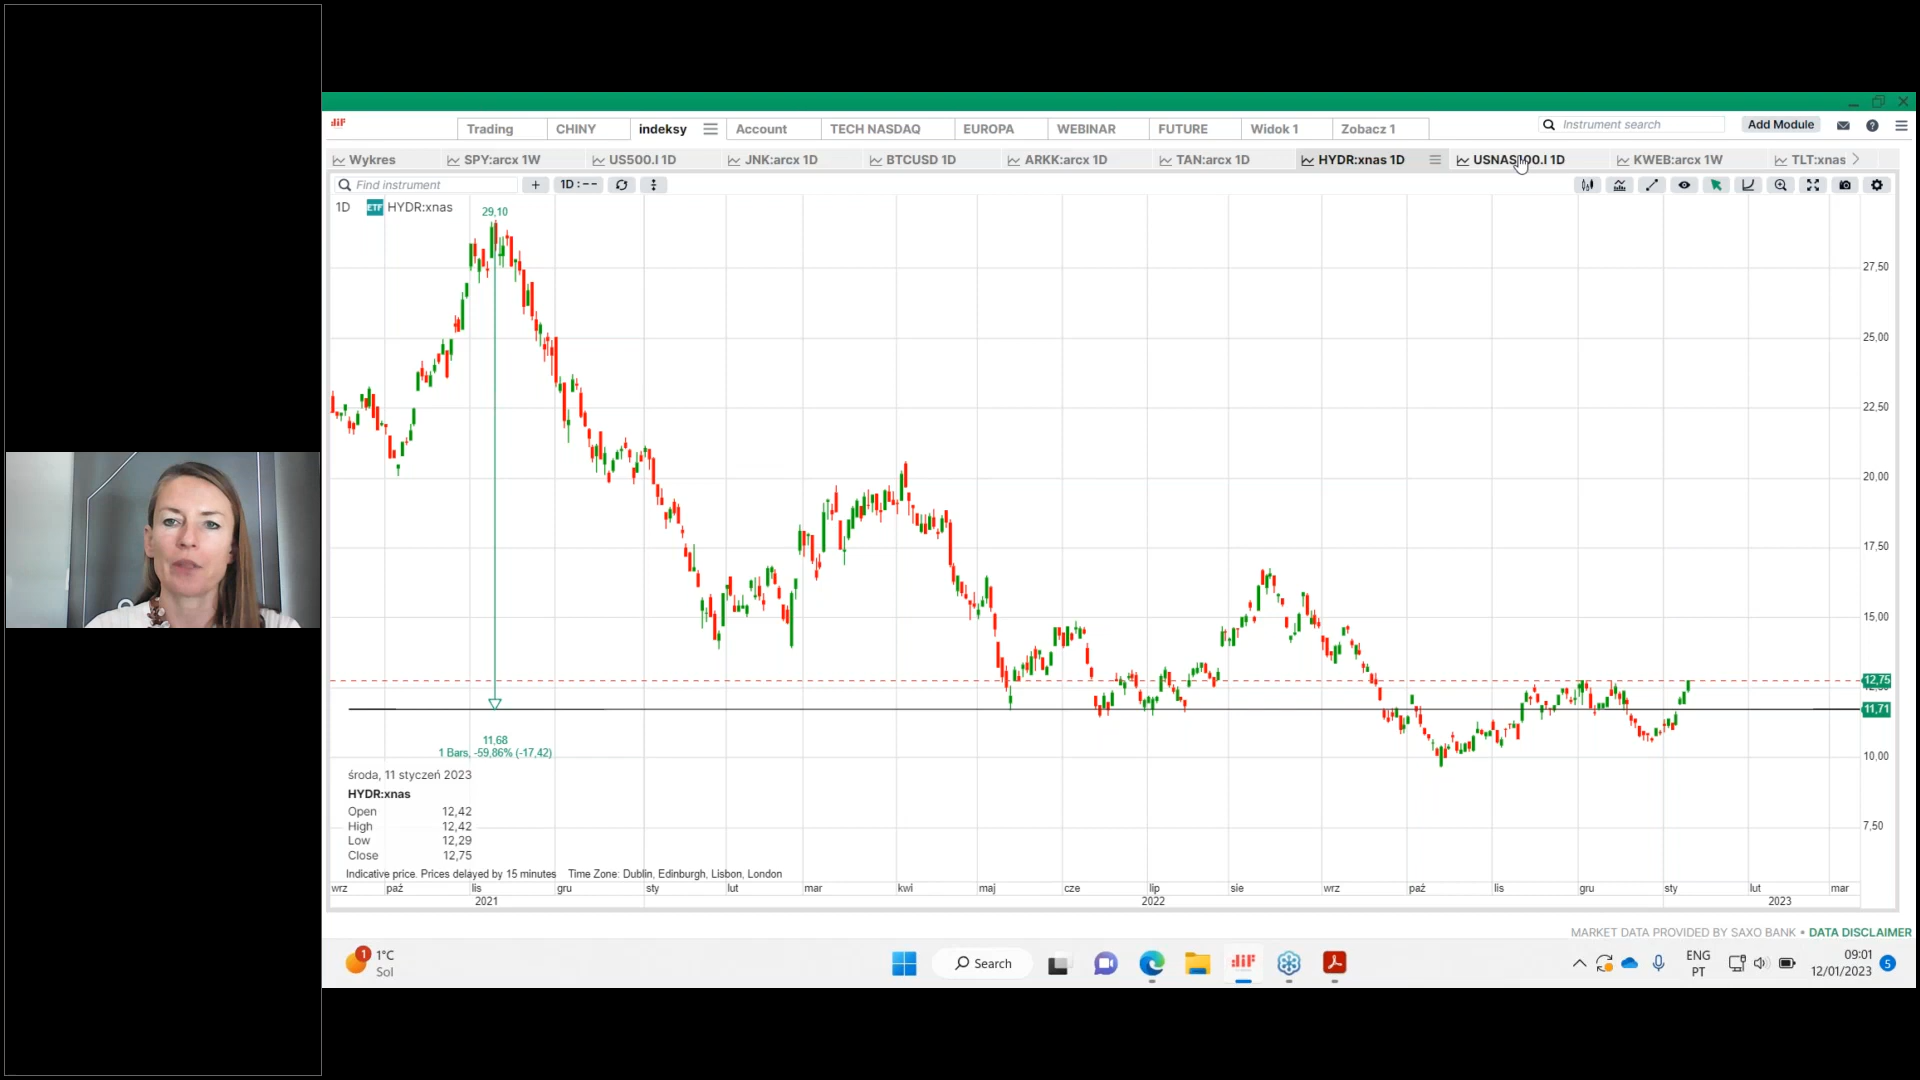 diF
Trading CHINY indeksy Account TECH NASDAQ EUROPA WEBINAR FUTURE Widok 1 Zobacz 1 Instrument search Add Module
Wykres SPY:arcx 1W US500.I 1D JNK:arcx 1D BTCUSD 1D ARKK:arcx 1D TAN:arcx 1D HYDR:xnas 1D USNAS100.I 1D KWEB:arcx 1W TLT:xnas
Find instrument + 1D : --
1D ETF HYDR:xnas
29,10
27,50
25,00
22,50
20,00
17,50
15,00
12,75
11,71
10,00
7,50
11,68
1 Bars, -59,86% (-17,42)
środa, 11 styczeń 2023
HYDR:xnas
Open 12,42
High 12,42
Low 12,29
Close 12,75
Indicative price. Prices delayed by 15 minutes Time Zone: Dublin, Edinburgh, Lisbon, London
wrz paź lis gru sty lut mar kwi maj cze lip sie wrz paź lis gru sty lut mar
2021 2022 2023
MARKET DATA PROVIDED BY SAXO BANK • DATA DISCLAIMER
1 1°C
Sol
Search
diF
ENG
PT
09:01
12/01/2023
5